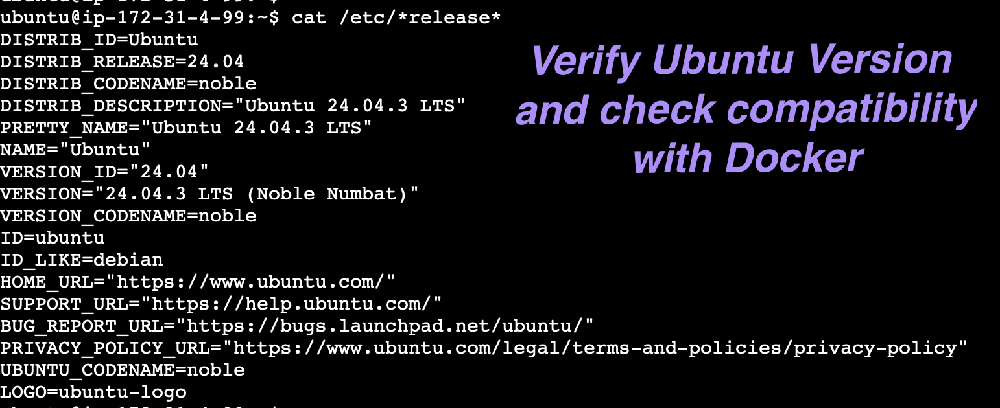 ubuntu@ip-172-31-4-99:~$ cat /etc/*release*
DISTRIB_ID=Ubuntu
DISTRIB_RELEASE=24.04
DISTRIB_CODENAME=noble
DISTRIB_DESCRIPTION="Ubuntu 24.04.3 LTS"
PRETTY_NAME="Ubuntu 24.04.3 LTS"
NAME="Ubuntu"
VERSION_ID="24.04"
VERSION="24.04.3 LTS (Noble Numbat)"
VERSION_CODENAME=noble
ID=ubuntu
ID_LIKE=debian
HOME_URL="https://www.ubuntu.com/"
SUPPORT_URL="https://help.ubuntu.com/"
BUG_REPORT_URL="https://bugs.launchpad.net/ubuntu/"
PRIVACY_POLICY_URL="https://www.ubuntu.com/legal/terms-and-policies/privacy-policy"
UBUNTU_CODENAME=noble
LOGO=ubuntu-logo
Verify Ubuntu Version
and check compatibility
with Docker